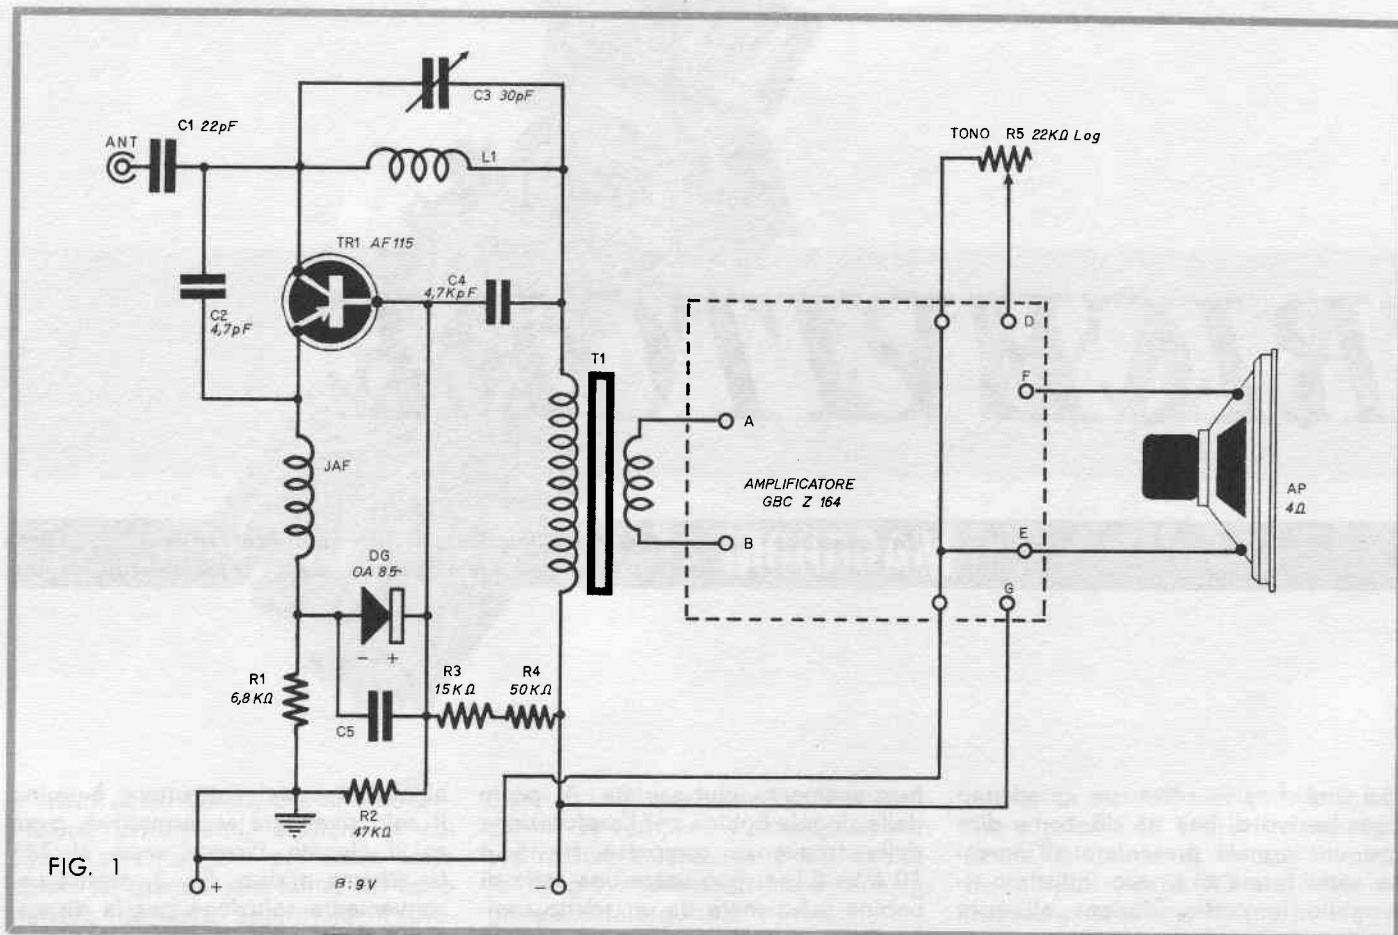 C3 30pF
C1 22pF
ANT
L1
TONO R5 22KΩ Log
TR1 AF115
C4
4,7KpF
C2
4,7pF
D
T1
F
A
JAF
AMPLIFICATORE
GBC Z 164
AP
4Ω
E
B
DG
OA 85
G
- +
R1
6,8KΩ
R3
15KΩ
R4
50KΩ
C5
R2
47KΩ
FIG. 1
+
B=9V
-